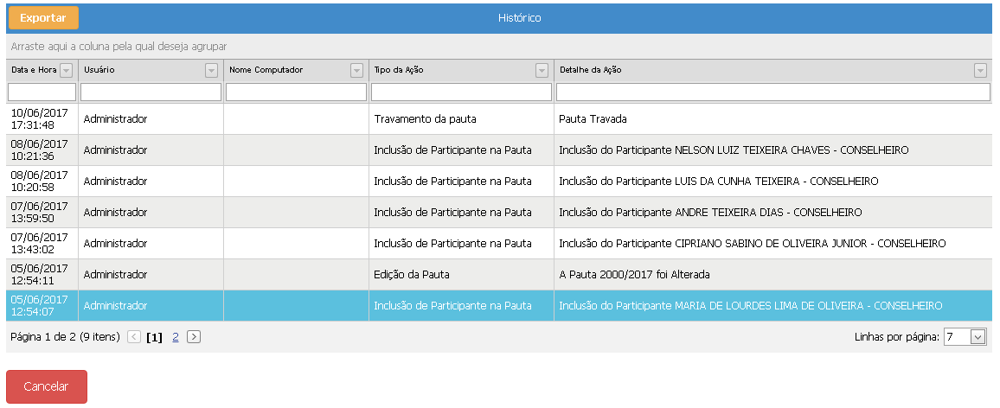 Exportar
Histórico
Arraste aqui a coluna pela qual deseja agrupar
Data e Hora Usuário Nome Computador Tipo da Ação Detalhe da Ação
10/06/2017
17:31:48 Administrador Travamento da pauta Pauta Travada
08/06/2017
10:21:36 Administrador Inclusão de Participante na Pauta Inclusão do Participante NELSON LUIZ TEIXEIRA CHAVES - CONSELHEIRO
08/06/2017
10:20:58 Administrador Inclusão de Participante na Pauta Inclusão do Participante LUIS DA CUNHA TEIXEIRA - CONSELHEIRO
07/06/2017
13:59:50 Administrador Inclusão de Participante na Pauta Inclusão do Participante ANDRE TEIXEIRA DIAS - CONSELHEIRO
07/06/2017
13:43:02 Administrador Inclusão de Participante na Pauta Inclusão do Participante CIPRIANO SABINO DE OLIVEIRA JUNIOR - CONSELHEIRO
05/06/2017
12:54:11 Administrador Edição da Pauta A Pauta 2000/2017 foi Alterada
05/06/2017
12:54:07 Administrador Inclusão de Participante na Pauta Inclusão do Participante MARIA DE LOURDES LIMA DE OLIVEIRA - CONSELHEIRO
Página 1 de 2 (9 itens) < [1] 2 > Linhas por página: 7
Cancelar